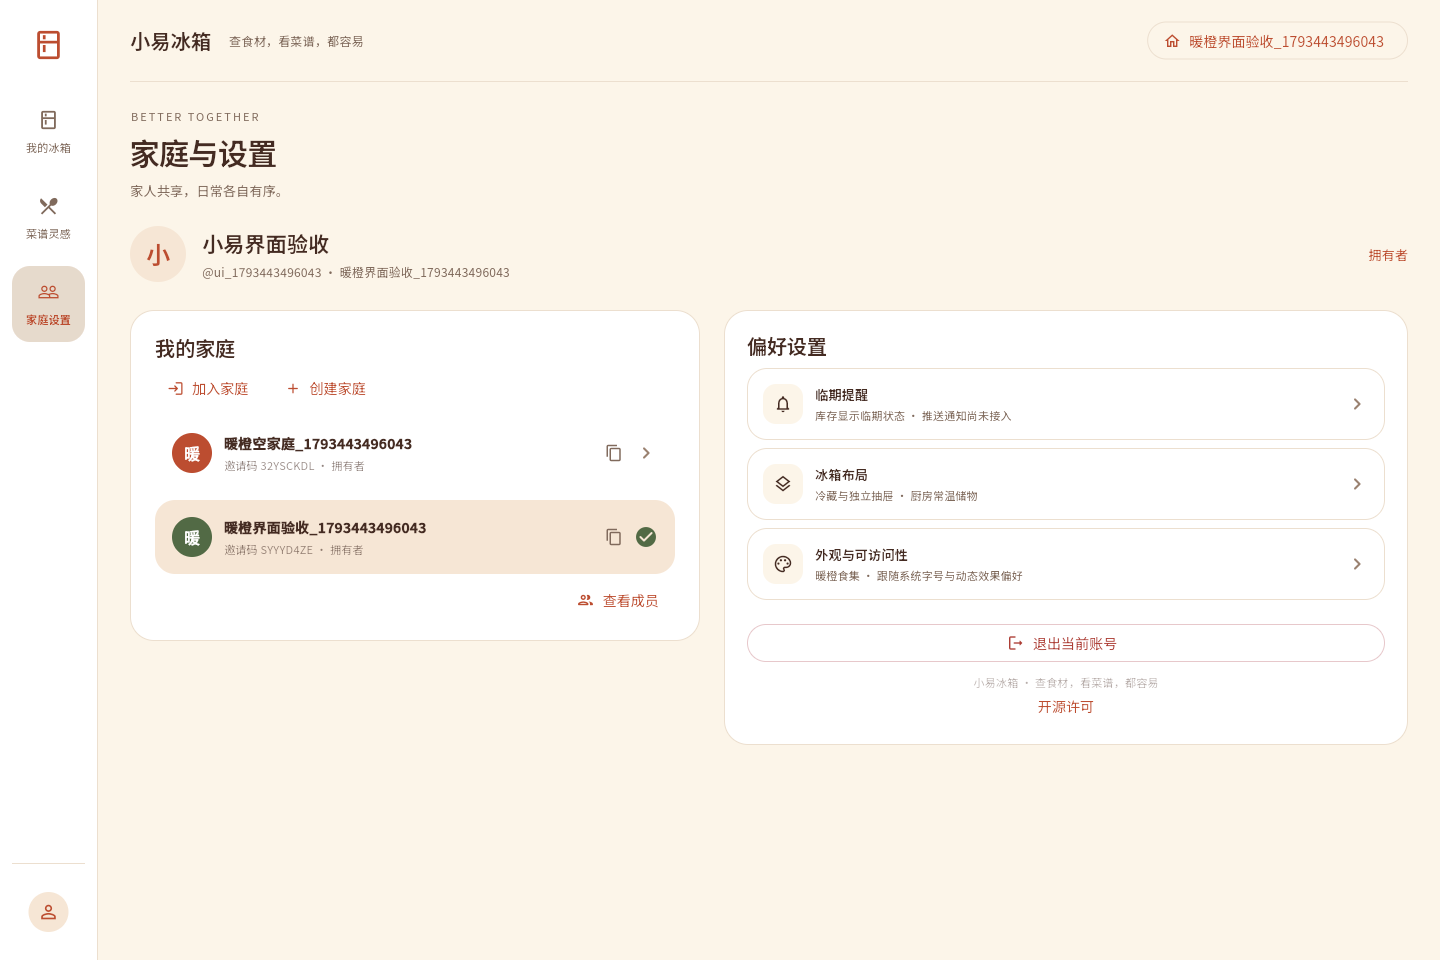 小易冰箱
查食材，看菜谱，都容易
暖橙界面验收_1793443496043
我的冰箱
菜谱灵感
家庭设置
BETTER TOGETHER
家庭与设置
家人共享，日常各自有序。
小
小易界面验收
@ui_1793443496043 • 暖橙界面验收_1793443496043
拥有者
我的家庭
加入家庭
创建家庭
暖
暖橙空家庭_1793443496043
邀请码 32YSCKDL • 拥有者
暖
暖橙界面验收_1793443496043
邀请码 SYYYD4ZE • 拥有者
查看成员
偏好设置
临期提醒
库存显示临期状态 • 推送通知尚未接入
冰箱布局
冷藏与独立抽屉 • 厨房常温储物
外观与可访问性
暖橙食集 • 跟随系统字号与动态效果偏好
退出当前账号
小易冰箱 • 查食材，看菜谱，都容易
开源许可